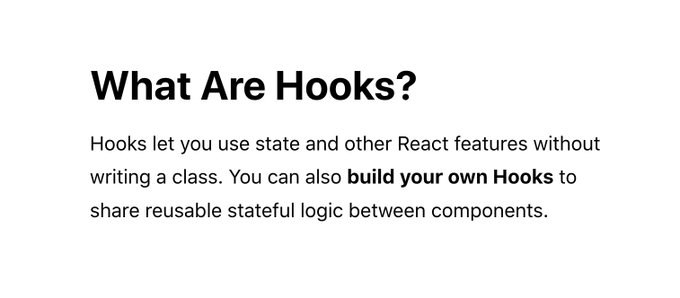 What Are Hooks?
Hooks let you use state and other React features without
writing a class. You can also build your own Hooks to
share reusable stateful logic between components.